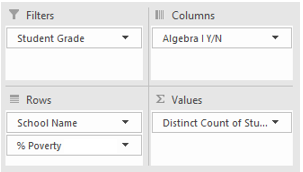 Filters
Student Grade
Columns
Algebra I Y/N
Rows
School Name
% Poverty
Σ Values
Distinct Count of Stu...